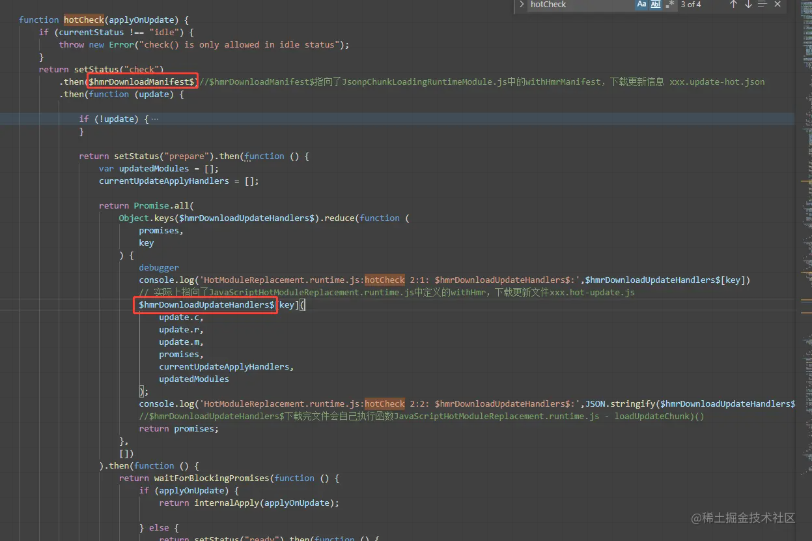 hotCheck
Aa Abl .* 3 of 4
function hotCheck(applyOnUpdate) {
if (currentStatus !== "idle") {
throw new Error("check() is only allowed in idle status");
}
return setStatus("check")
.then($hmrDownloadManifest$)//$hmrDownloadManifest$指向了JsonpChunkLoadingRuntimeModule.js中的withHmrManifest，下载更新信息 xxx.update-hot.json
.then(function (update) {
if (!update) {…
}
return setStatus("prepare").then(function () {
var updatedModules = [];
currentUpdateApplyHandlers = [];
return Promise.all(
Object.keys($hmrDownloadUpdateHandlers$).reduce(function (
promises,
key
) {
debugger
console.log('HotModuleReplacement.runtime.js:hotCheck 2:1: $hmrDownloadUpdateHandlers$:',$hmrDownloadUpdateHandlers$[key])
// 实际上指向了JavaScriptHotModuleReplacement.runtime.js中定义的withHmr，下载更新文件xxx.hot-update.js
$hmrDownloadUpdateHandlers$[key](
update.c,
update.r,
update.m,
promises,
currentUpdateApplyHandlers,
updatedModules
);
console.log('HotModuleReplacement.runtime.js:hotCheck 2:2: $hmrDownloadUpdateHandlers$:',JSON.stringify($hmrDownloadUpdateHandlers$
//$hmrDownloadUpdateHandlers$下载完文件会自己执行函数JavaScriptHotModuleReplacement.runtime.js - loadUpdateChunk)()
return promises;
},
[])
).then(function () {
return waitForBlockingPromises(function () {
if (applyOnUpdate) {
return internalApply(applyOnUpdate);
} else {
return setStatus("ready").then(function () {
@稀土掘金技术社区